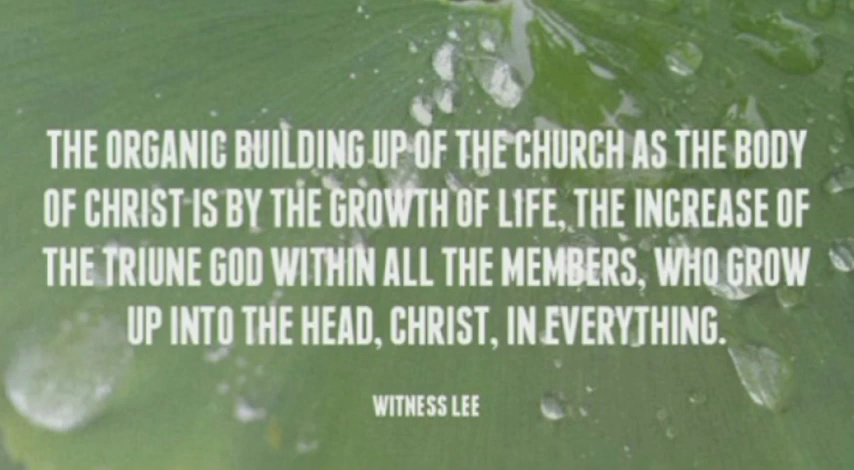 THE ORGANIC BUILDING UP OF THE CHURCH AS THE BODY
OF CHRIST IS BY THE GROWTH OF LIFE, THE INCREASE OF
THE TRIUNE GOD WITHIN ALL THE MEMBERS, WHO GROW
UP INTO THE HEAD, CHRIST, IN EVERYTHING.
WITNESS LEE